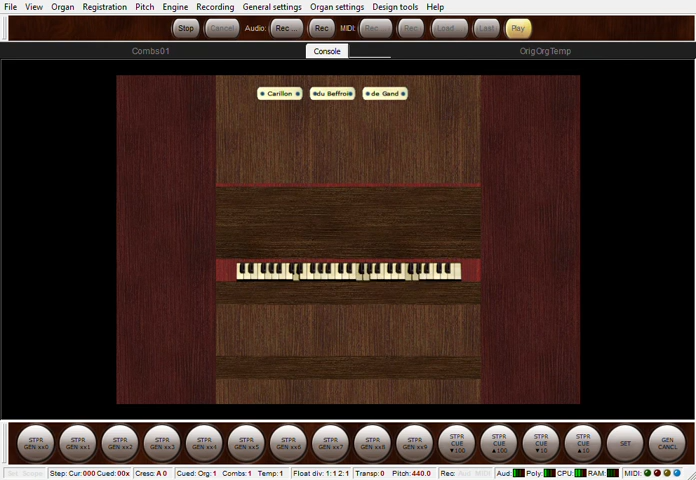 File View Organ Registration Pitch Engine Recording General settings Organ settings Design tools Help
Stop Cancel Audio: Rec ... Rec MIDI: Rec ... Rec Load ... Last Play
Combs01 Console OrigOrgTemp
Carillon du Beffroi de Gand
STPR GEN xx0 STPR GEN xx1 STPR GEN xx2 STPR GEN xx3 STPR GEN xx4 STPR GEN xx5 STPR GEN xx6 STPR GEN xx7 STPR GEN xx8 STPR GEN xx9 STPR CUE ▼100 STPR CUE ▲100 STPR CUE ▼10 STPR CUE ▲10 SET GEN CANCL
Set: Scope Step: Cur: 000 Cued: 00x Cresc: A 0 Cued: Org: 1 Combs: 1 Temp: 1 Float div: 1: 1 2: 1 Transp: 0 Pitch: 440.0 Rec: Aud: Poly: CPU: RAM: MIDI: